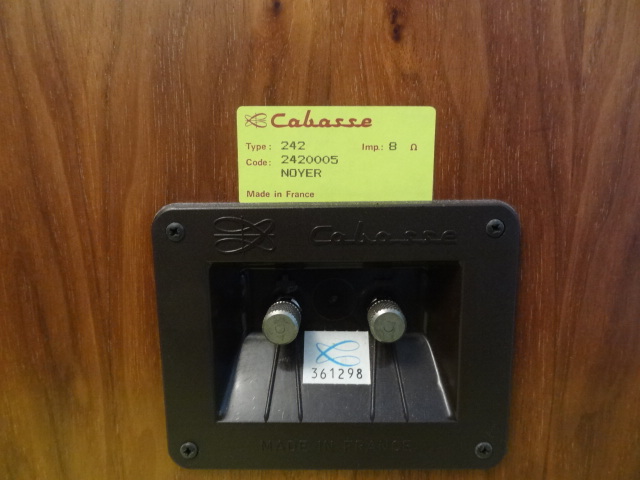 Cabasse
Type: 242 Imp.: 8 Ω
Code: 2420005
NOYER
Made in France
Cabasse
361298
MADE IN FRANCE